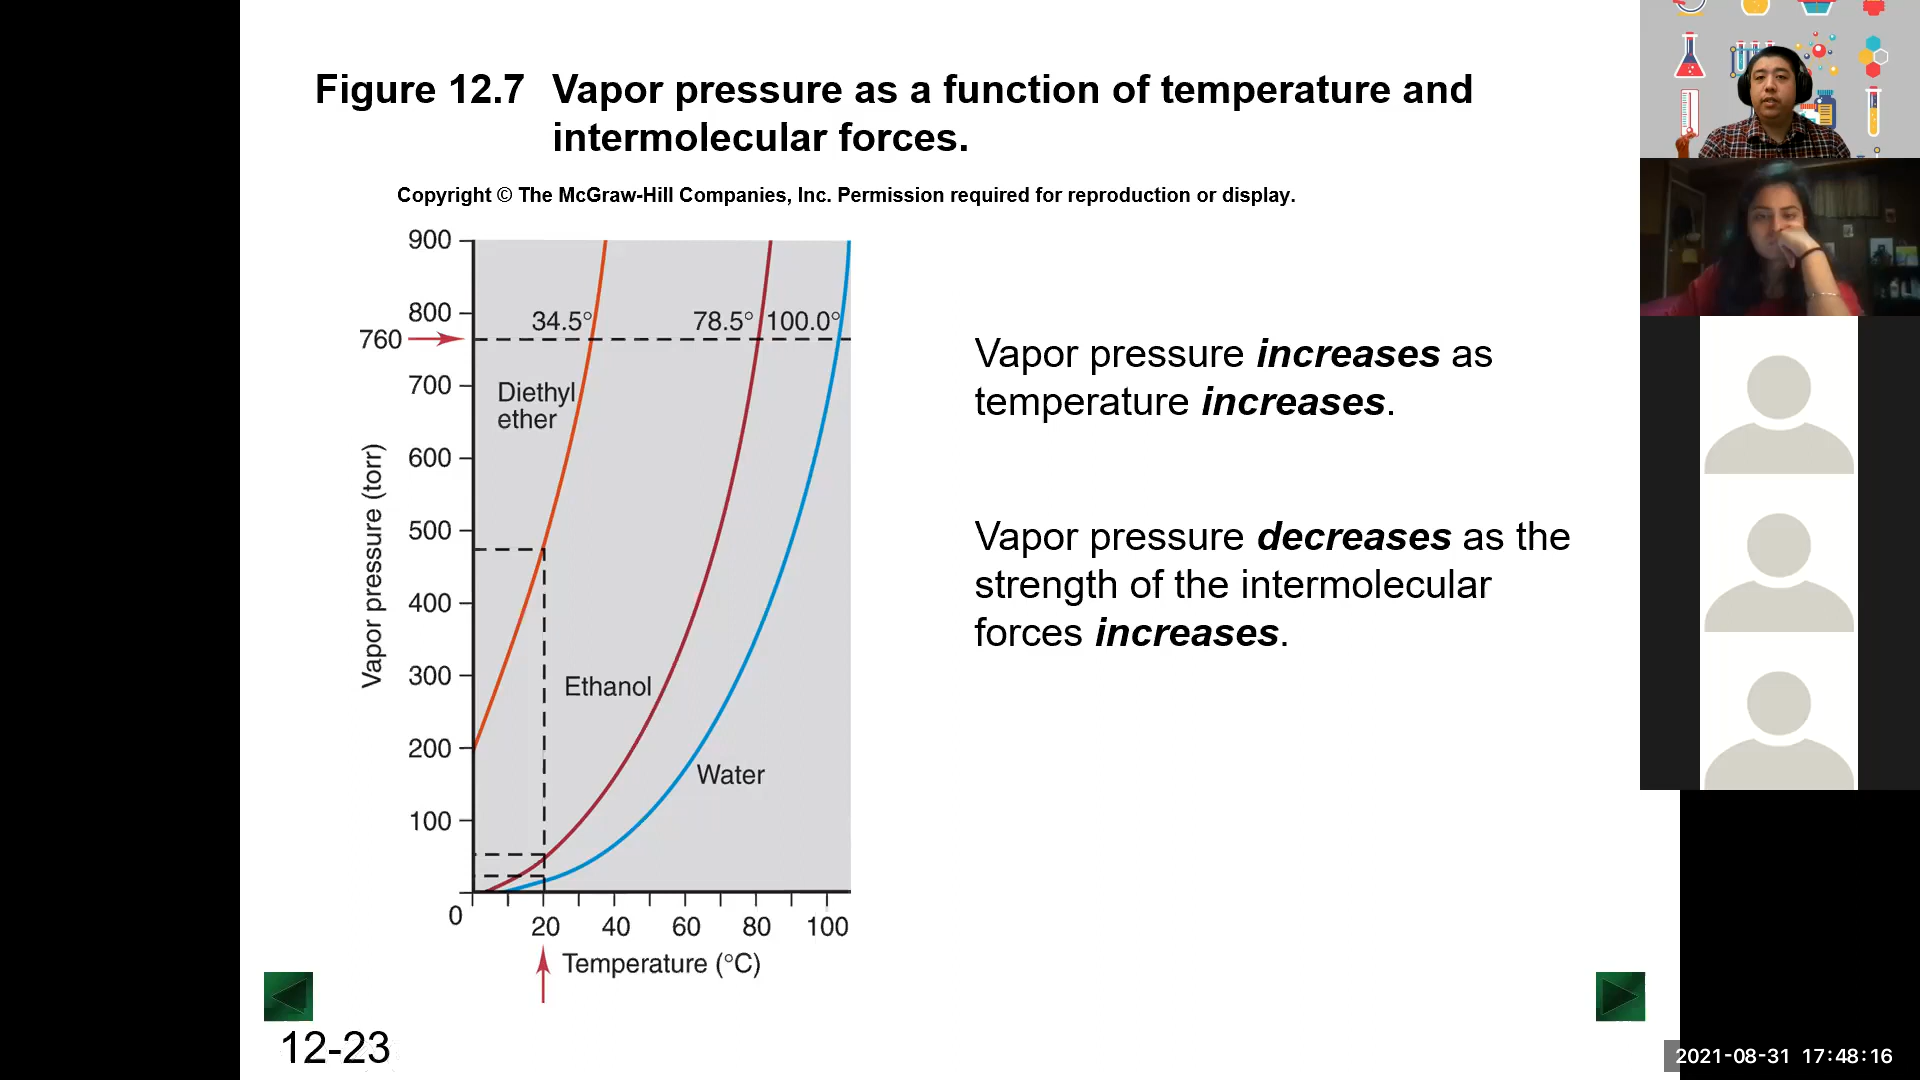 Figure 12.7 Vapor pressure as a function of temperature and
intermolecular forces.
Copyright © The McGraw-Hill Companies, Inc. Permission required for reproduction or display.
900
800
760
700
600
500
400
300
200
100
0
Vapor pressure (torr)
34.5°
78.5°
100.0°
Diethyl
ether
Ethanol
Water
20 40 60 80 100
Temperature (°C)
Vapor pressure increases as
temperature increases.
Vapor pressure decreases as the
strength of the intermolecular
forces increases.
12-23
2021-08-31 17:48:16